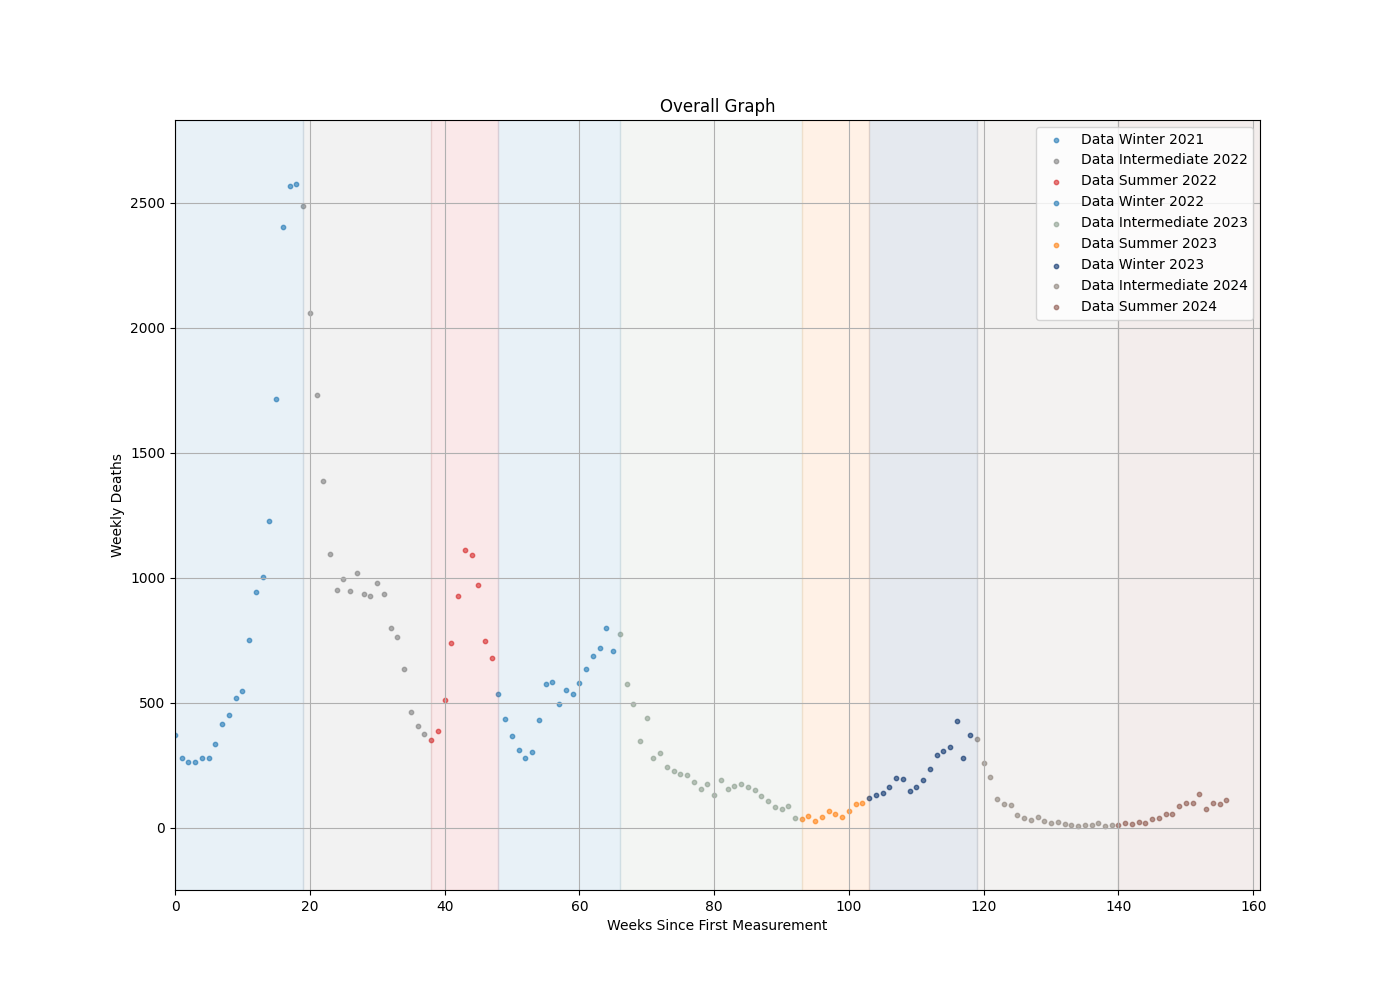 Overall Graph
Data Winter 2021
Data Intermediate 2022
Data Summer 2022
Data Winter 2022
Data Intermediate 2023
Data Summer 2023
Data Winter 2023
Data Intermediate 2024
Data Summer 2024
2500
2000
1500
1000
500
0
Weekly Deaths
0 20 40 60 80 100 120 140 160
Weeks Since First Measurement